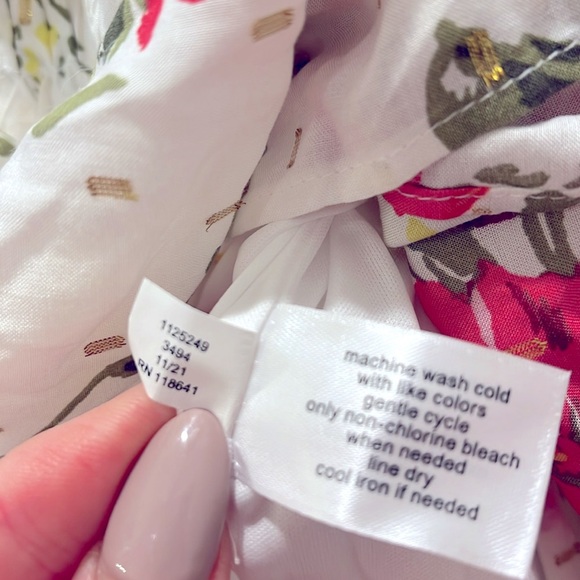 1125249
3494
11/21
RN 118641
machine wash cold
with like colors
gentle cycle
only non-chlorine bleach
when needed
line dry
cool iron if needed